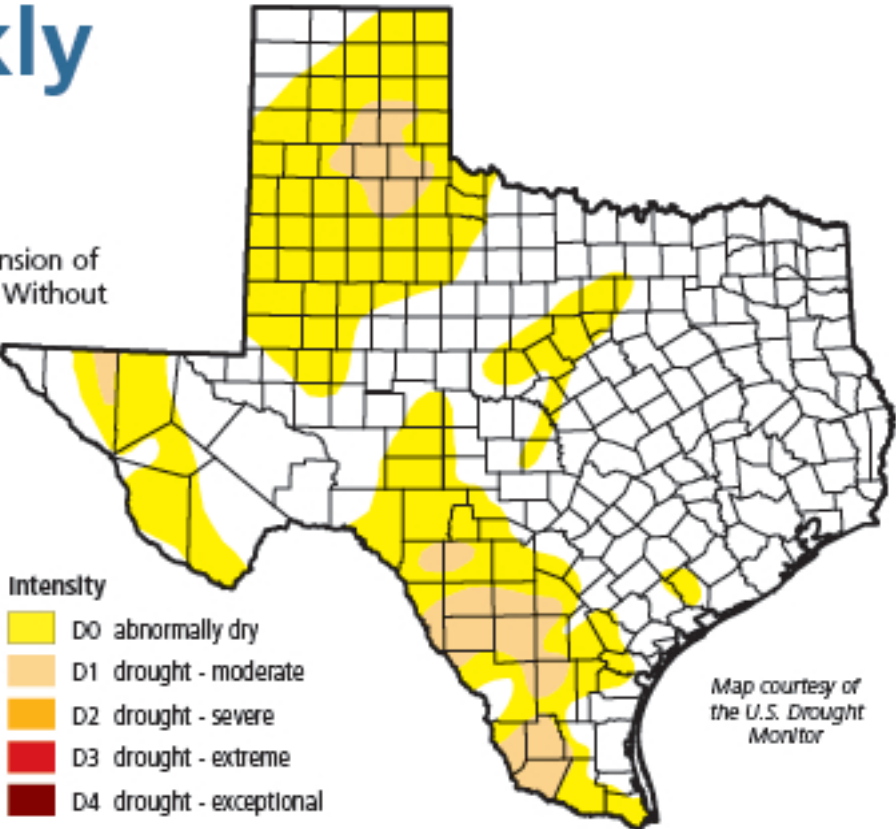 kly
nsion of
Without
Intensity
D0 abnormally dry
D1 drought - moderate
D2 drought - severe
D3 drought - extreme
D4 drought - exceptional
Map courtesy of
the U.S. Drought
Monitor